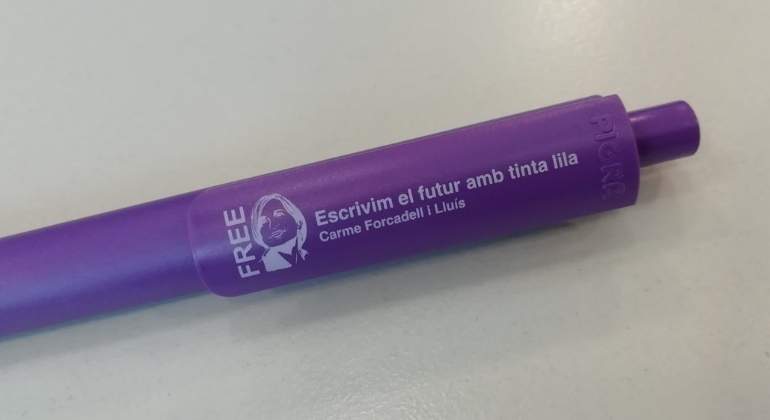 FREE
Escrivim el futur amb tinta lila
Carme Forcadell i Lluís